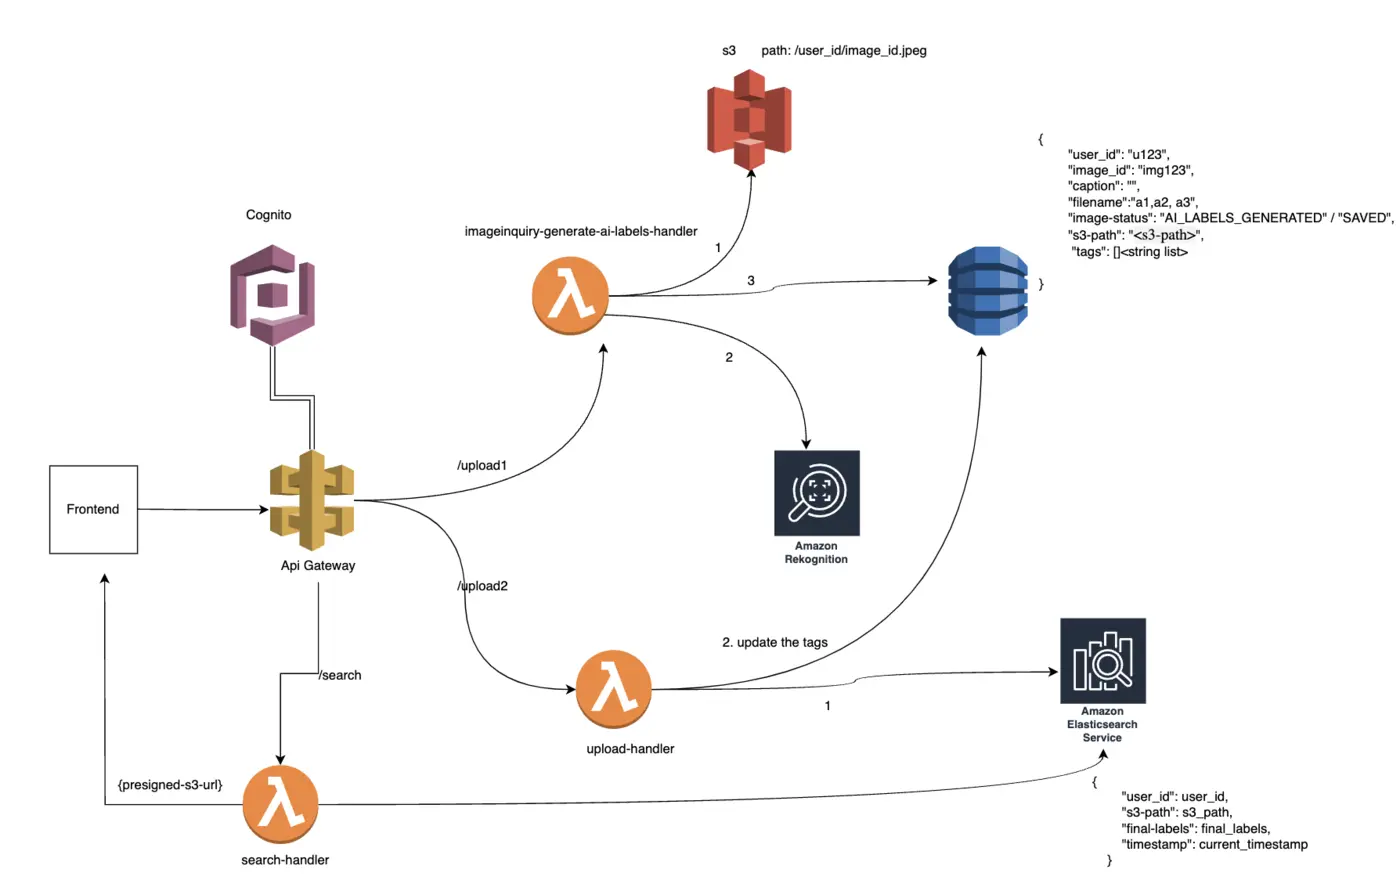 s3 path: /user_id/image_id.jpeg
{
"user_id": "u123",
"image_id": "img123",
"caption": "",
"filename":"a1,a2, a3",
"image-status": "AI_LABELS_GENERATED" / "SAVED",
"s3-path": "<s3-path>",
"tags": []<string list>
}
Cognito
imageinquiry-generate-ai-labels-handler
1
3
2
/upload1
Frontend
Amazon
Rekognition
Api Gateway
/upload2
2. update the tags
/search
1
Amazon
Elasticsearch
Service
upload-handler
{presigned-s3-url}
{
"user_id": user_id,
"s3-path": s3_path,
"final-labels": final_labels,
"timestamp": current_timestamp
}
search-handler